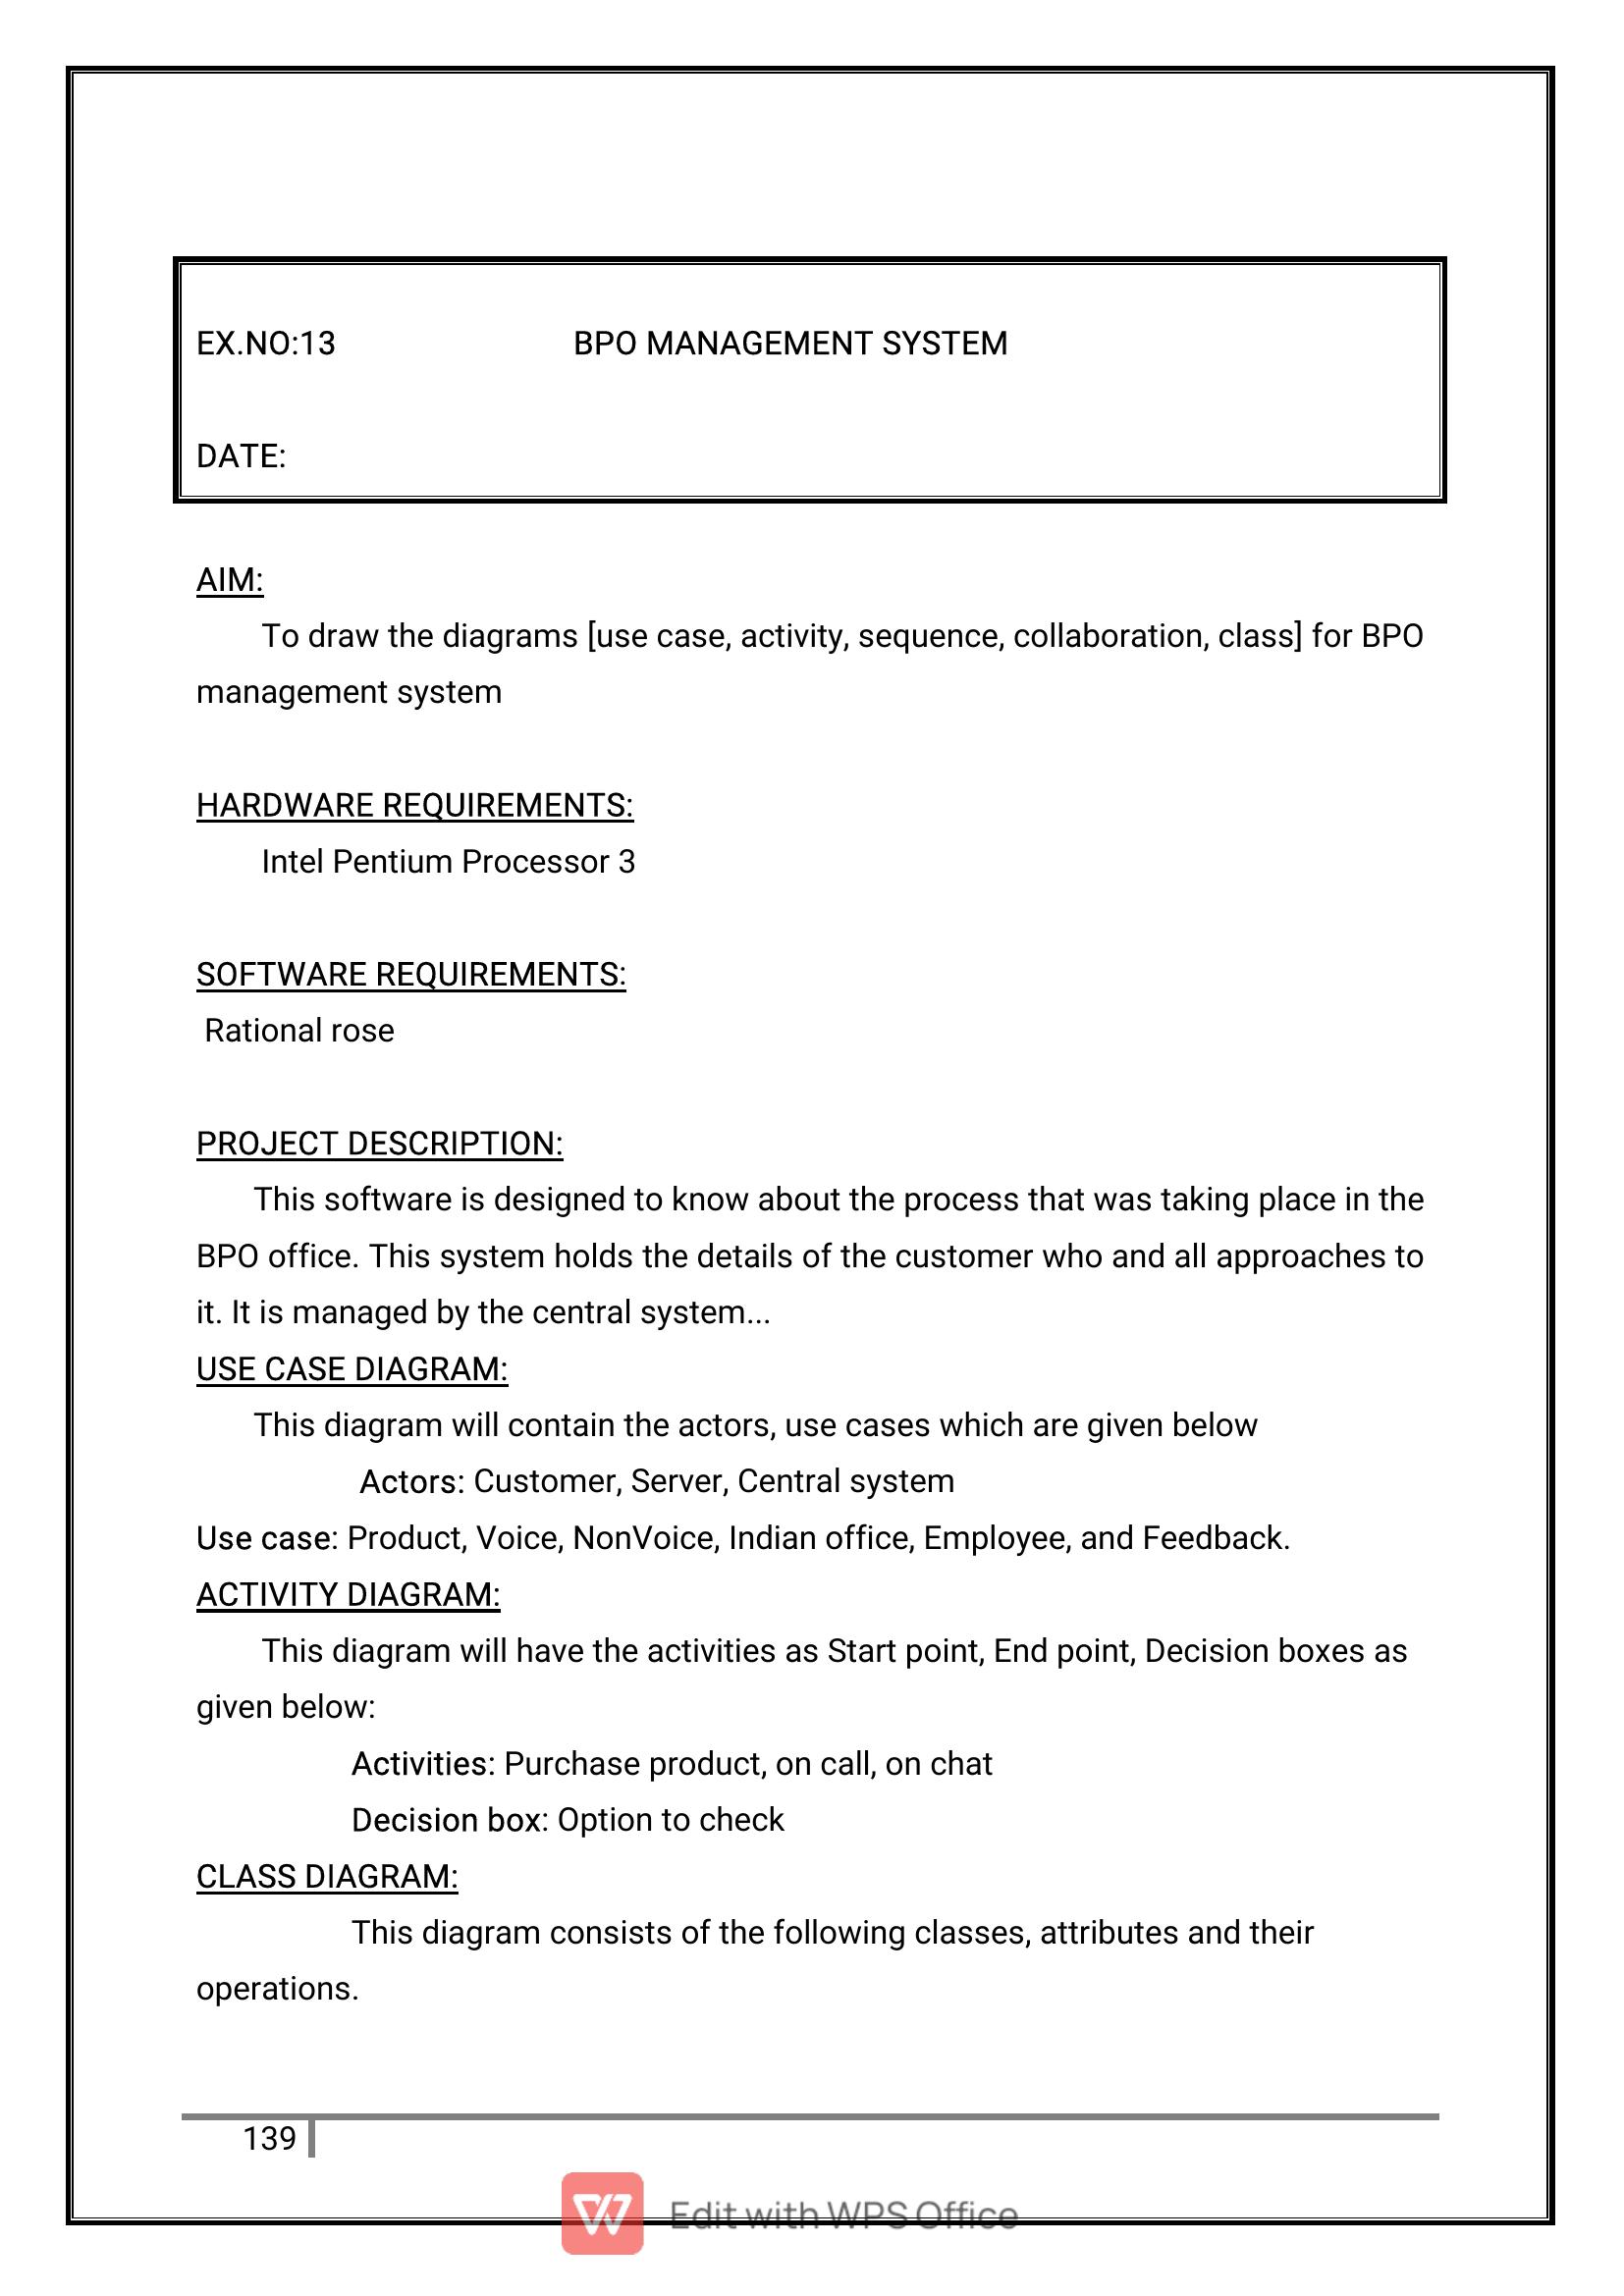 EX.NO:13 BPO MANAGEMENT SYSTEM
DATE:
AIM:
To draw the diagrams [use case, activity, sequence, collaboration, class] for BPO
management system
HARDWARE REQUIREMENTS:
Intel Pentium Processor 3
SOFTWARE REQUIREMENTS:
Rational rose
PROJECT DESCRIPTION:
This software is designed to know about the process that was taking place in the
BPO office. This system holds the details of the customer who and all approaches to
it. It is managed by the central system...
USE CASE DIAGRAM:
This diagram will contain the actors, use cases which are given below
Actors: Customer, Server, Central system
Use case: Product, Voice, NonVoice, Indian office, Employee, and Feedback.
ACTIVITY DIAGRAM:
This diagram will have the activities as Start point, End point, Decision boxes as
given below:
Activities: Purchase product, on call, on chat
Decision box: Option to check
CLASS DIAGRAM:
This diagram consists of the following classes, attributes and their
operations.
139
Edit with WPS Office